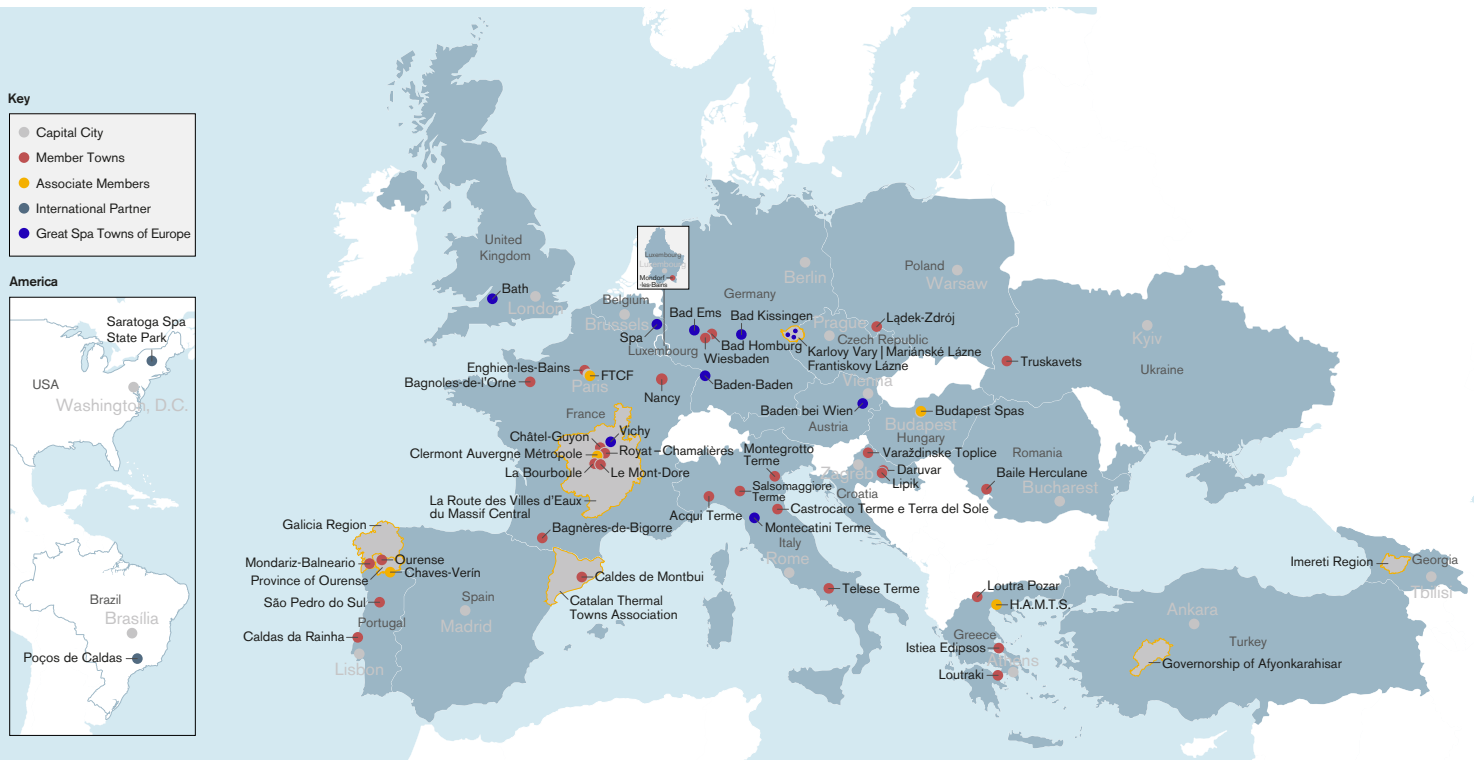 Key
Capital City
Member Towns
Associate Members
International Partner
Great Spa Towns of Europe
America
Saratoga Spa
State Park
USA
Washington, D.C.
Brazil
Brasília
Poços de Caldas
United
Kingdom
Bath
London
Luxembourg
Mondorf
-les-Bains
Belgium
Brussels
Spa
Luxembourg
Germany
Berlin
Bad Ems
Bad Kissingen
Bad Homburg
Wiesbaden
Baden-Baden
Poland
Warsaw
Lądek-Zdrój
Prague
Czech Republic
Karlovy Vary | Mariánské Lázne
Frantiskovy Lázne
Vienna
Baden bei Wien
Austria
Kyiv
Ukraine
Truskavets
Enghien-les-Bains
FTCF
Bagnoles-de-l'Orne
Paris
Nancy
France
Vichy
Châtel-Guyon
Royat – Chamalières
Clermont Auvergne Métropole
La Bourboule
Le Mont-Dore
La Route des Villes d'Eaux
du Massif Central
Bagnères-de-Bigorre
Budapest Spas
Budapest
Hungary
Varaždinske Toplice
Daruvar
Lipik
Zagreb
Croatia
Romania
Baile Herculane
Bucharest
Montegrotto
Terme
Salsomaggiore
Terme
Castrocaro Terme e Terra del Sole
Acqui Terme
Montecatini Terme
Italy
Rome
Telese Terme
Galicia Region
Mondariz-Balneario
Ourense
Province of Ourense
Chaves-Verín
São Pedro do Sul
Portugal
Caldas da Rainha
Lisbon
Spain
Madrid
Caldes de Montbui
Catalan Thermal
Towns Association
Loutra Pozar
H.A.M.T.S.
Greece
Istiea Edipsos
Athens
Loutraki
Imereti Region
Georgia
Tbilisi
Ankara
Turkey
Governorship of Afyonkarahisar